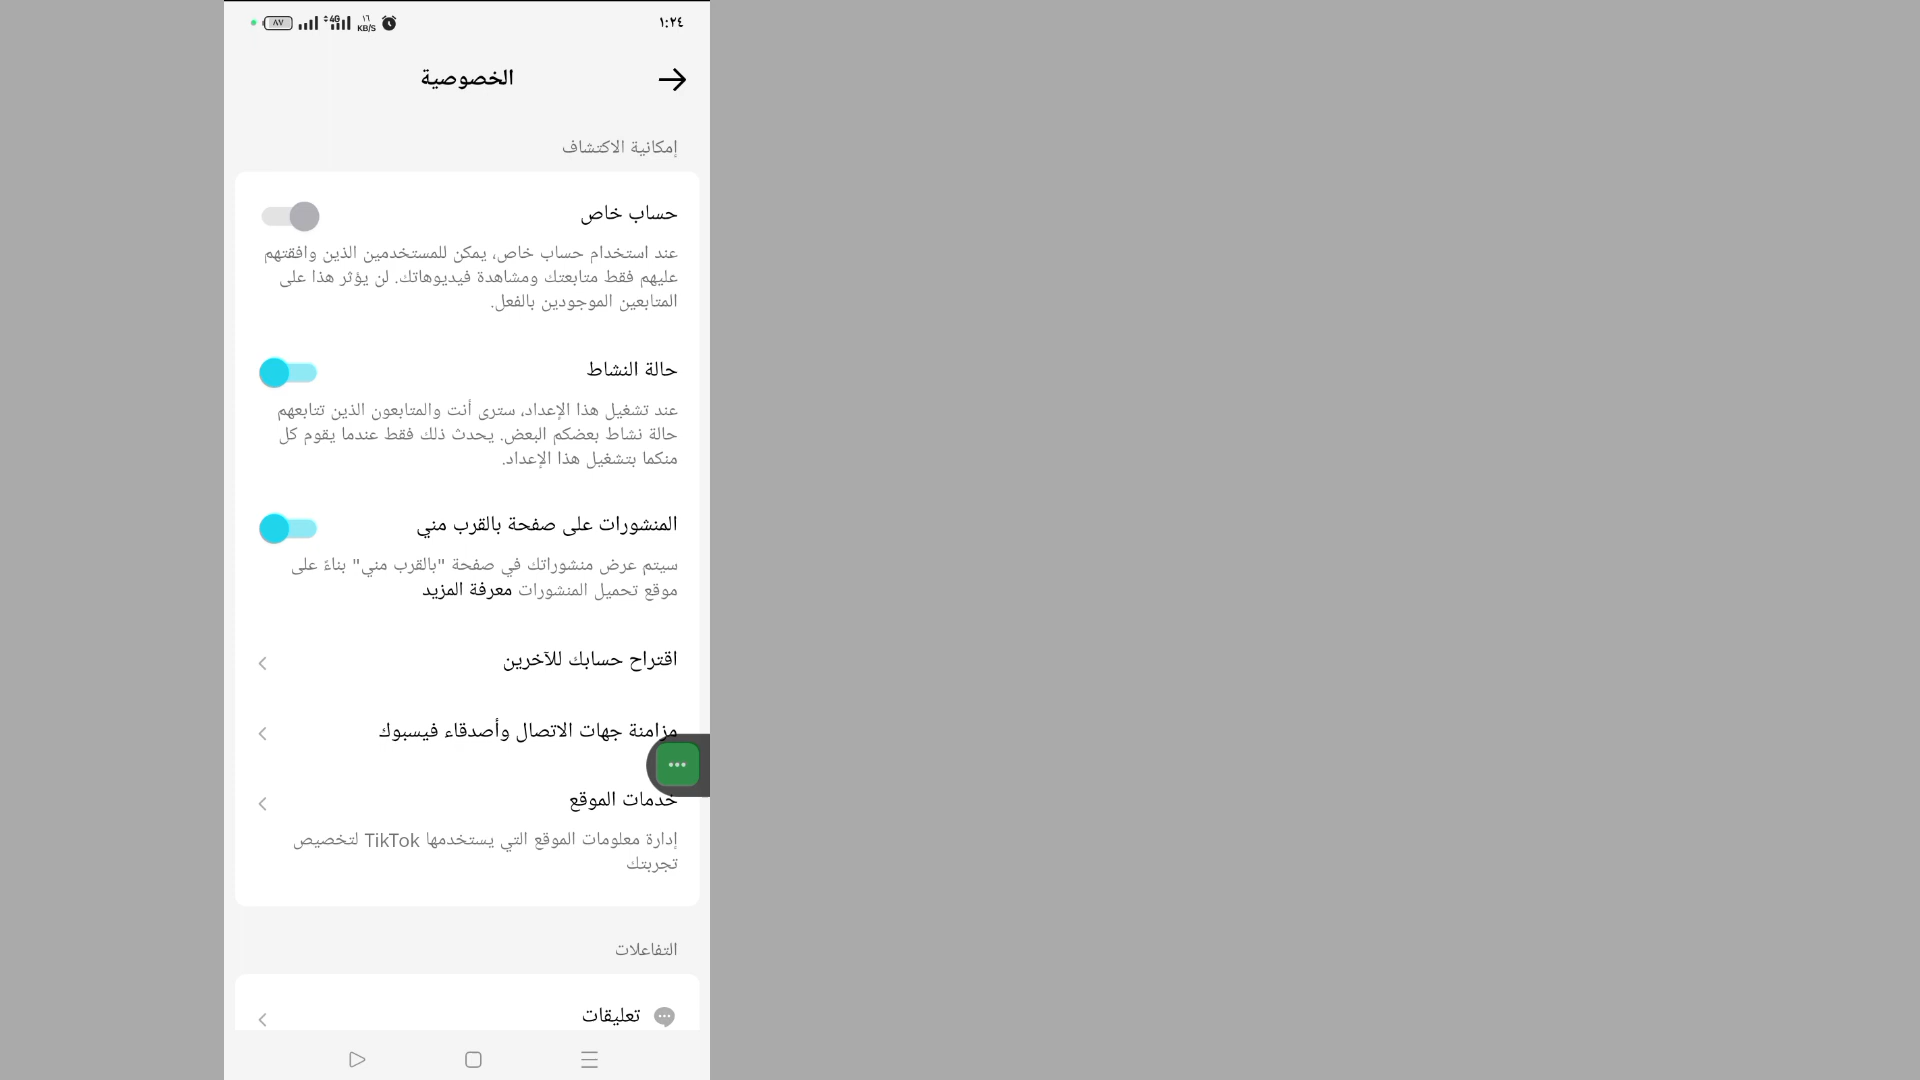 ٨٧ 4G ١٦ KB/S ١:٢٤
الخصوصية
إمكانية الاكتشاف
حساب خاص
عند استخدام حساب خاص، يمكن للمستخدمين الذين وافقتهم
عليهم فقط متابعتك ومشاهدة فيديوهاتك. لن يؤثر هذا على
المتابعين الموجودين بالفعل.
حالة النشاط
عند تشغيل هذا الإعداد، سترى أنت والمتابعون الذين تتابعهم
حالة نشاط بعضكم البعض. يحدث ذلك فقط عندما يقوم كل
منكما بتشغيل هذا الإعداد.
المنشورات على صفحة بالقرب مني
سيتم عرض منشوراتك في صفحة "بالقرب مني" بناءً على
موقع تحميل المنشورات معرفة المزيد
اقتراح حسابك للآخرين
مزامنة جهات الاتصال وأصدقاء فيسبوك
خدمات الموقع
إدارة معلومات الموقع التي يستخدمها TikTok لتخصيص
تجربتك
التفاعلات
تعليقات